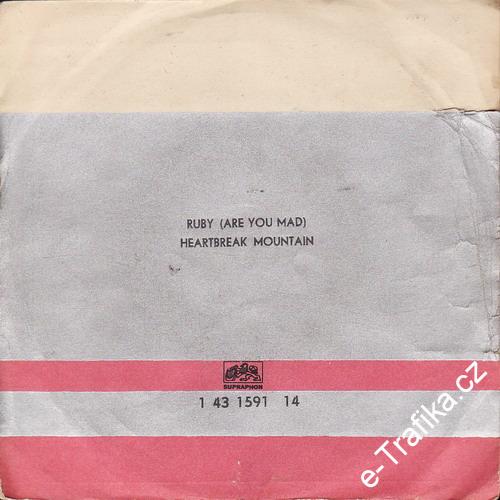 RUBY (ARE YOU MAD)
HEARTBREAK MOUNTAIN
SUPRAPHON
1 43 1591 14
e-Trafika.cz